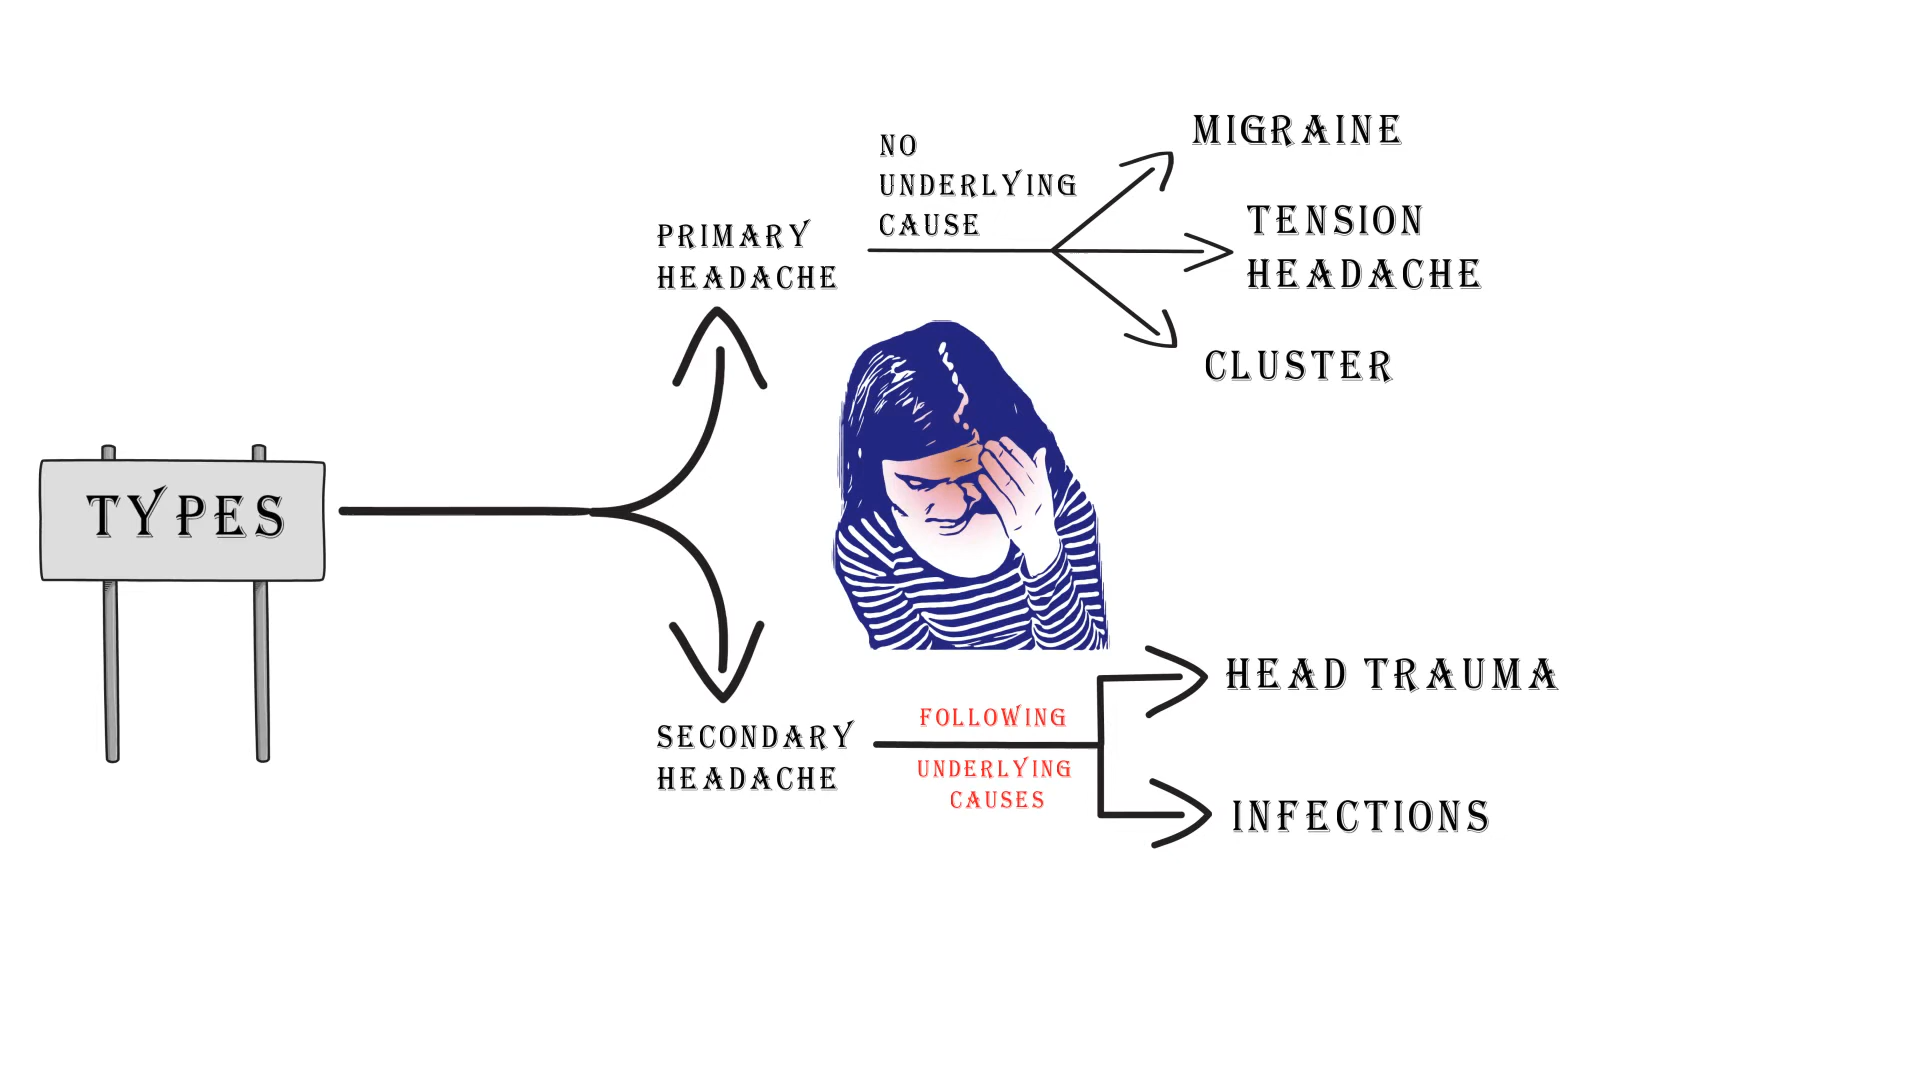 TYPES
PRIMARY
HEADACHE
NO
UNDERLYING
CAUSE
MIGRAINE
TENSION
HEADACHE
CLUSTER
SECONDARY
HEADACHE
FOLLOWING
UNDERLYING
CAUSES
HEAD TRAUMA
INFECTIONS